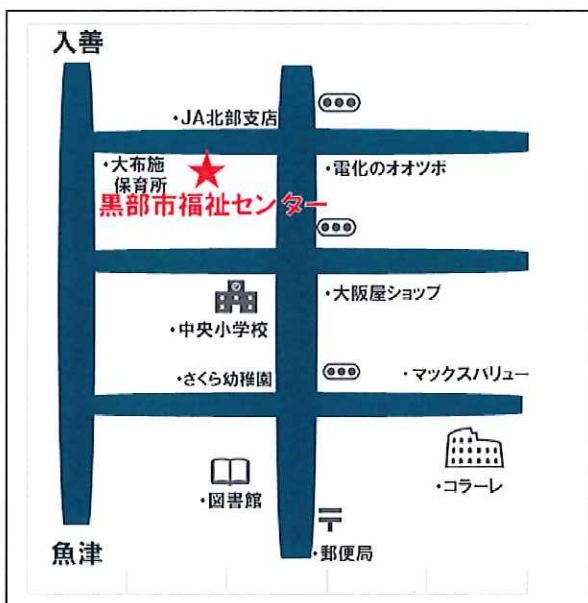 入善
・JA北部支店
・大布施
保育所
・電化のオオツボ
黒部市福祉センター
・大阪屋ショップ
・中央小学校
・さくら幼稚園
・マックスバリュー
・コラーレ
・図書館
〒
・郵便局
魚津